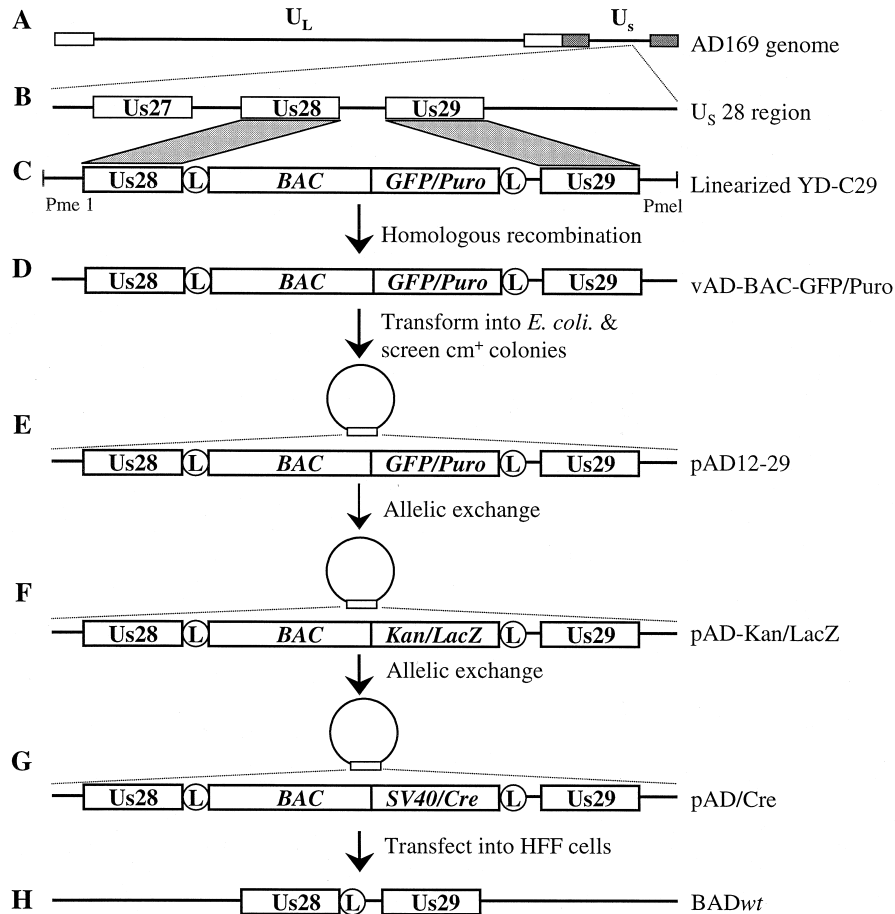 A U_L U_s AD169 genome
B Us27 Us28 Us29 U_S 28 region
C Us28 L BAC GFP/Puro L Us29 Linearized YD-C29
Pme 1 PmeI
Homologous recombination
D Us28 L BAC GFP/Puro L Us29 vAD-BAC-GFP/Puro
Transform into E. coli. &
screen cm+ colonies
E Us28 L BAC GFP/Puro L Us29 pAD12-29
Allelic exchange
F Us28 L BAC Kan/LacZ L Us29 pAD-Kan/LacZ
Allelic exchange
G Us28 L BAC SV40/Cre L Us29 pAD/Cre
Transfect into HFF cells
H Us28 L Us29 BADwt